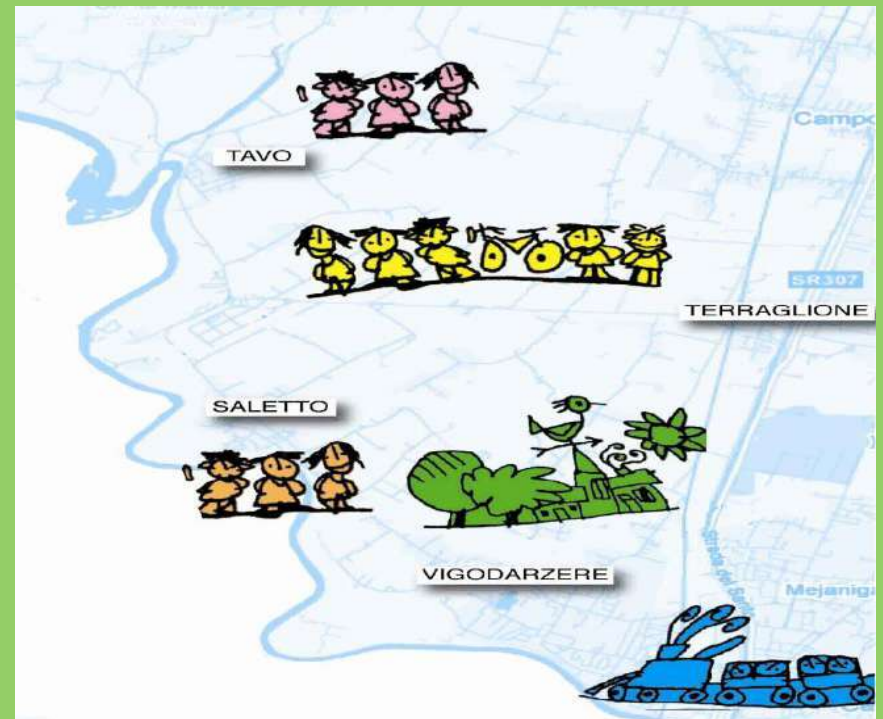 TAVO
Campo
SR307
TERRAGLIONE
SALETTO
VIGODARZERE
Mejaniga